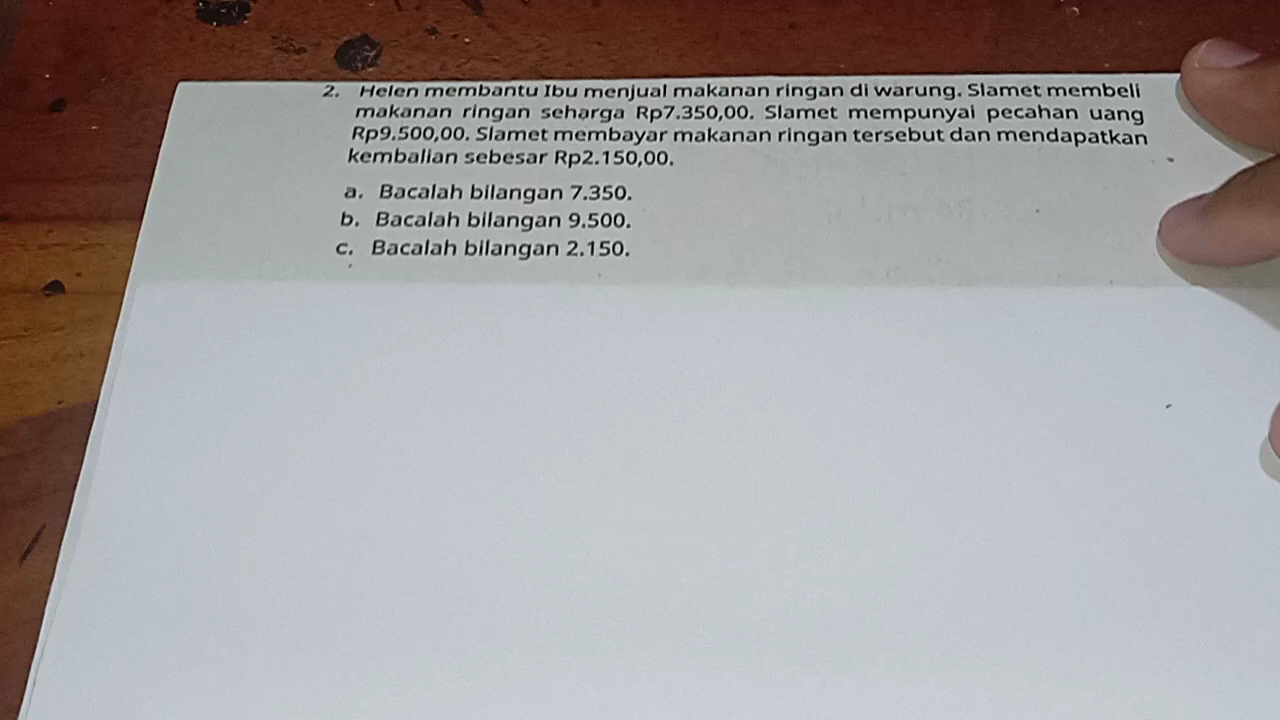 2. Helen membantu Ibu menjual makanan ringan di warung. Slamet membeli
makanan ringan seharga Rp7.350,00. Slamet mempunyai pecahan uang
Rp9.500,00. Slamet membayar makanan ringan tersebut dan mendapatkan
kembalian sebesar Rp2.150,00.
a. Bacalah bilangan 7.350.
b. Bacalah bilangan 9.500.
c. Bacalah bilangan 2.150.